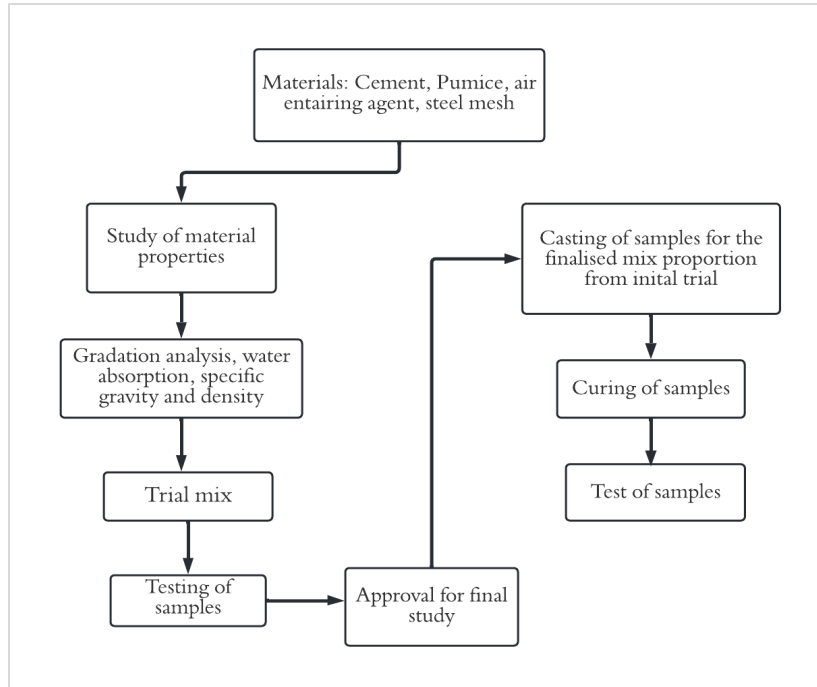 Materials: Cement, Pumice, air
entairing agent, steel mesh
Study of material
properties
Gradation analysis, water
absorption, specific
gravity and density
Trial mix
Testing of
samples
Approval for final
study
Casting of samples for the
finalised mix proportion
from inital trial
Curing of samples
Test of samples